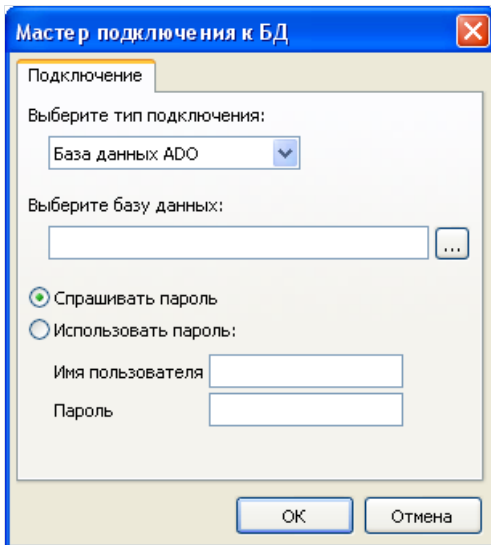 Мастер подключения к БД
Подключение
Выберите тип подключения:
База данных ADO
Выберите базу данных:
...
Спрашивать пароль
Использовать пароль:
Имя пользователя
Пароль
OK Отмена